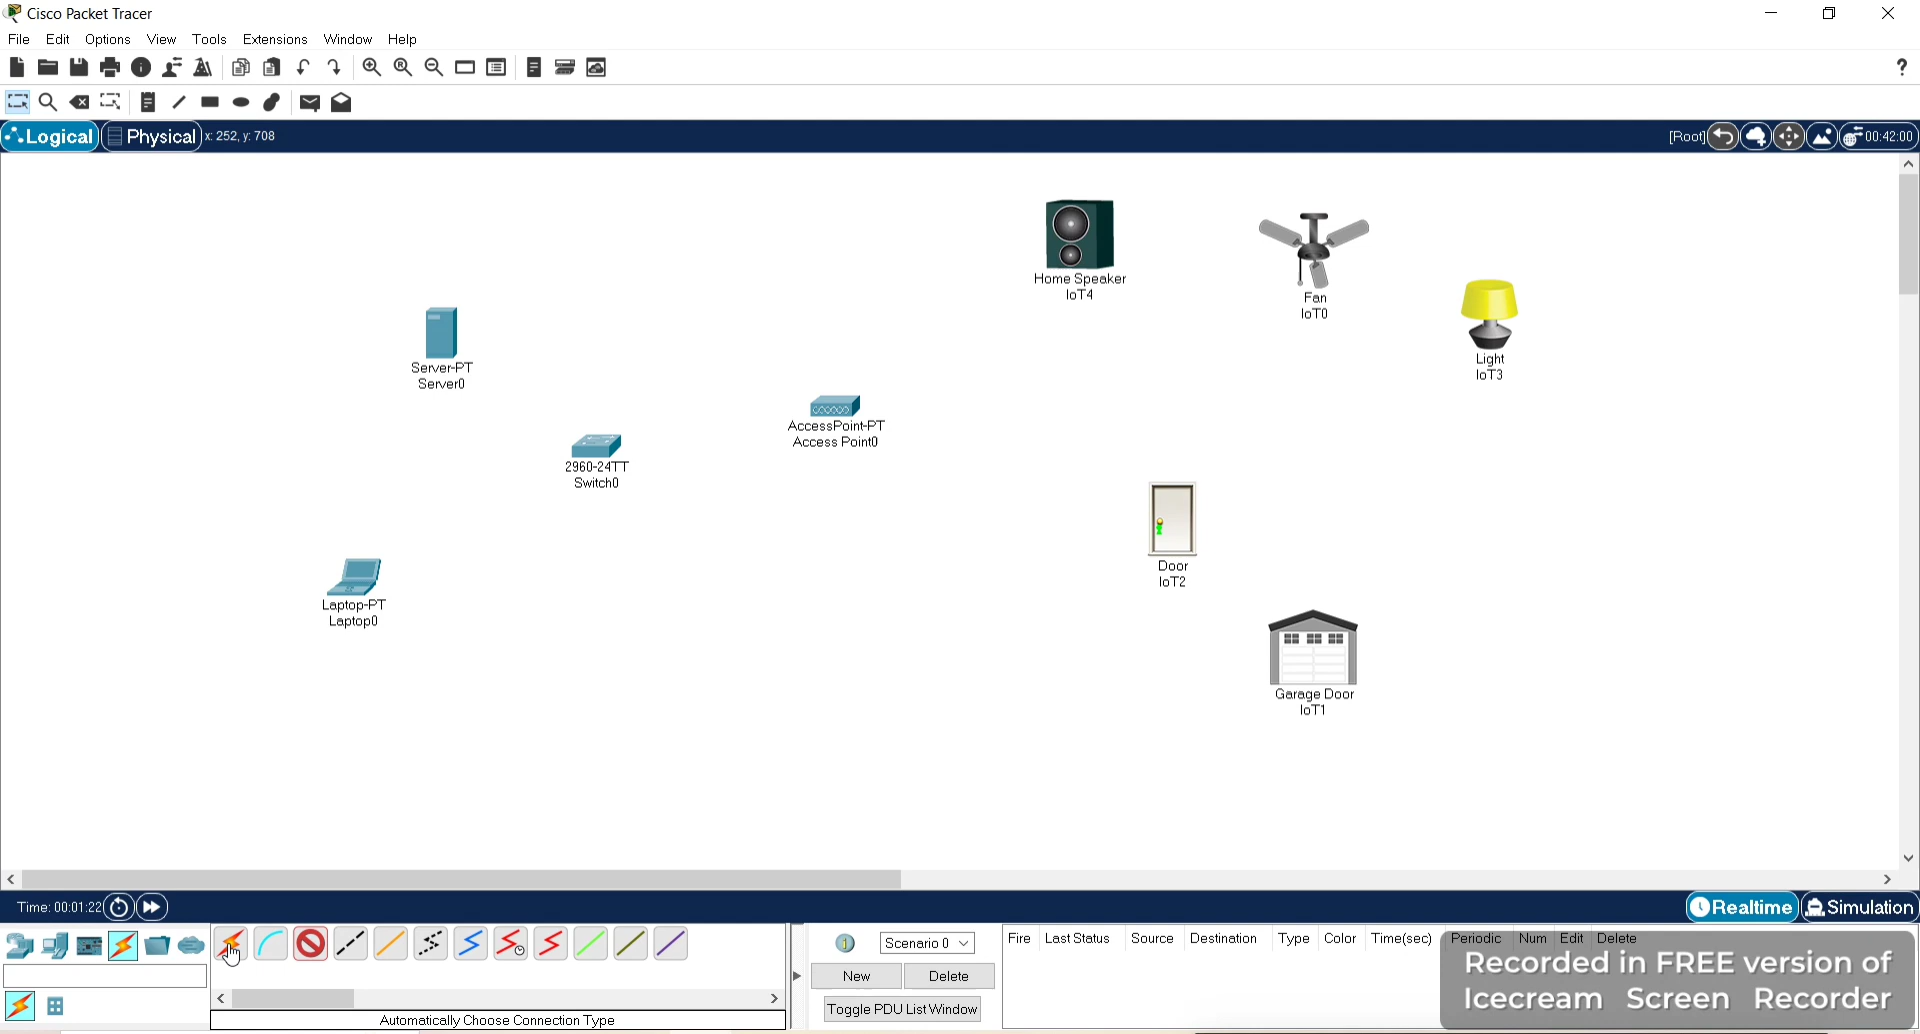 Cisco Packet Tracer
File Edit Options View Tools Extensions Window Help
Logical Physical x: 252, y: 708 [Root] 00:42:00
Home Speaker
IoT4
Fan
IoT0
Light
IoT3
Server-PT
Server0
AccessPoint-PT
Access Point0
2960-24TT
Switch0
Door
IoT2
Laptop-PT
Laptop0
Garage Door
IoT1
Time: 00:01:22 Realtime Simulation
Scenario 0
Fire Last Status Source Destination Type Color Time(sec) Periodic Num Edit Delete
New Delete
Toggle PDU List Window
Automatically Choose Connection Type
Recorded in FREE version of
Icecream Screen Recorder